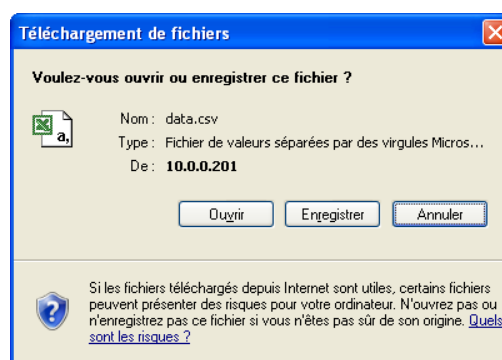 Téléchargement de fichiers
Voulez-vous ouvrir ou enregistrer ce fichier ?
a,
Nom : data.csv
Type : Fichier de valeurs séparées par des virgules Micros...
De : 10.0.0.201
Ouvrir Enregistrer Annuler
Si les fichiers téléchargés depuis Internet sont utiles, certains fichiers
peuvent présenter des risques pour votre ordinateur. N'ouvrez pas ou
n'enregistrez pas ce fichier si vous n'êtes pas sûr de son origine. Quels
sont les risques ?